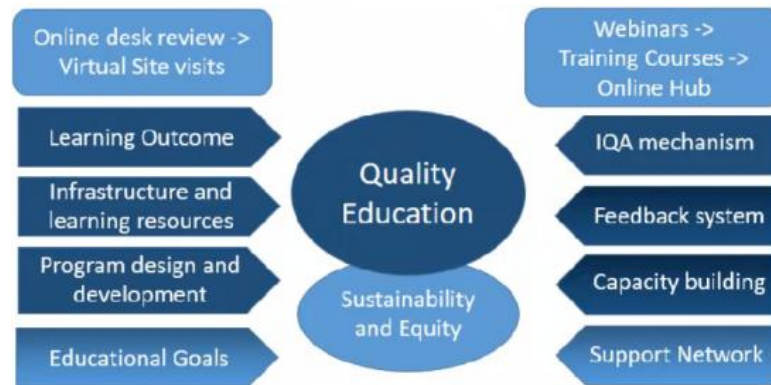 Online desk review ->
Virtual Site visits
Learning Outcome
Infrastructure and
learning resources
Program design and
development
Educational Goals
Quality
Education
Sustainability
and Equity
Webinars ->
Training Courses ->
Online Hub
IQA mechanism
Feedback system
Capacity building
Support Network